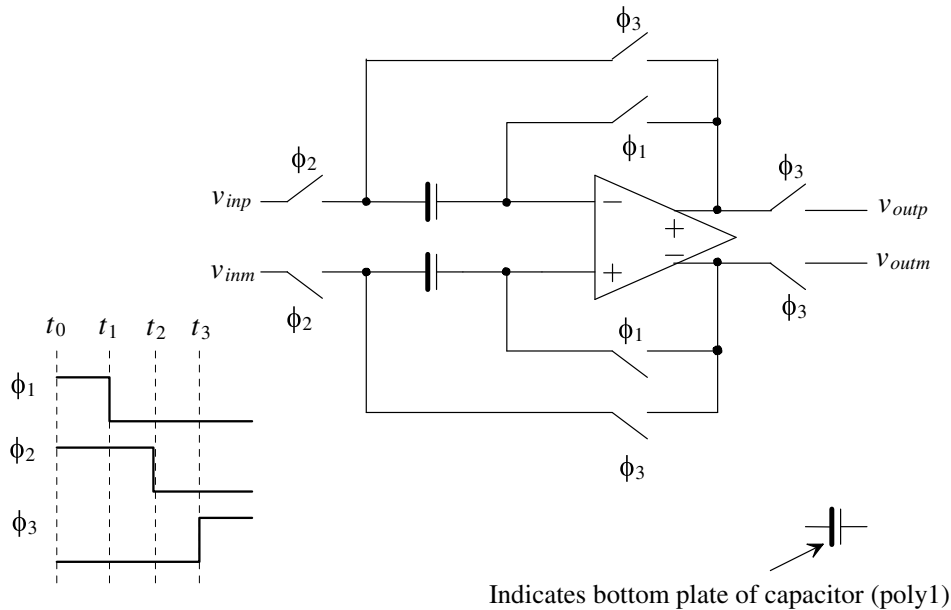 ϕ3
ϕ1
ϕ2
ϕ3
vinp
−
voutp
+
−
vinm
+
voutm
ϕ2
ϕ3
t0 t1 t2 t3
ϕ1
ϕ1
ϕ2
ϕ3
ϕ3
Indicates bottom plate of capacitor (poly1)